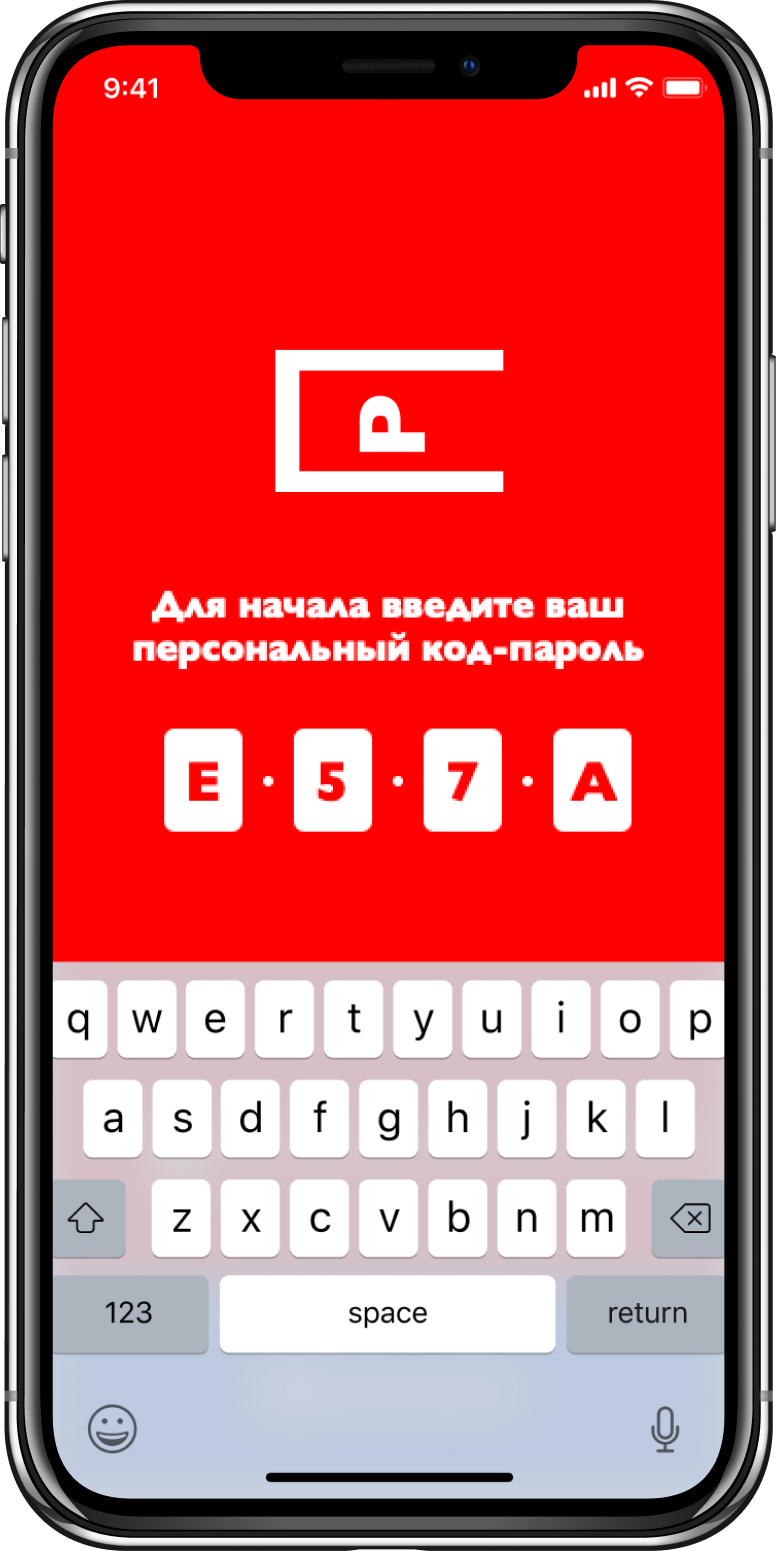 9:41
P
Для начала введите ваш
персональный код-пароль
E · 5 · 7 · A
q w e r t y u i o p
a s d f g h j k l
z x c v b n m
123 space return